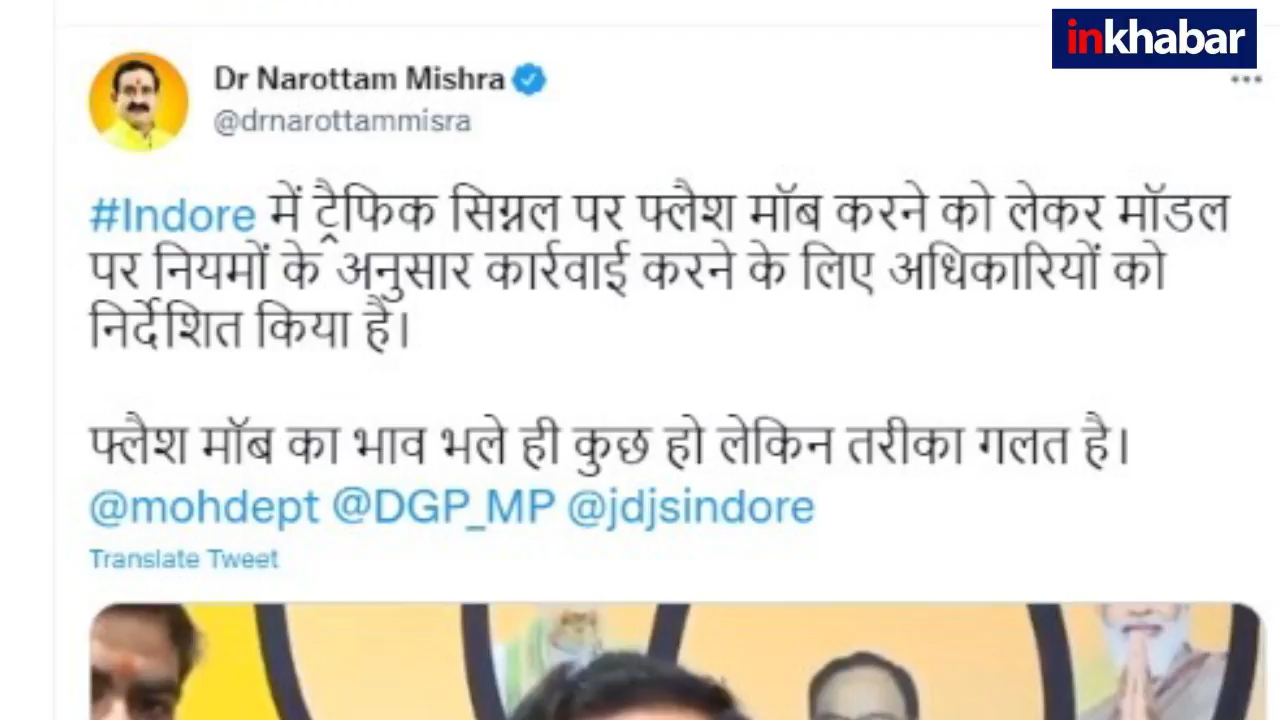 inkhabar
Dr Narottam Mishra
@drnarottammisra
#Indore में ट्रैफिक सिग्नल पर फ्लैश मॉब करने को लेकर मॉडल
पर नियमों के अनुसार कार्रवाई करने के लिए अधिकारियों को
निर्देशित किया है।
फ्लैश मॉब का भाव भले ही कुछ हो लेकिन तरीका गलत है।
@mohdept @DGP_MP @jdjsindore
Translate Tweet